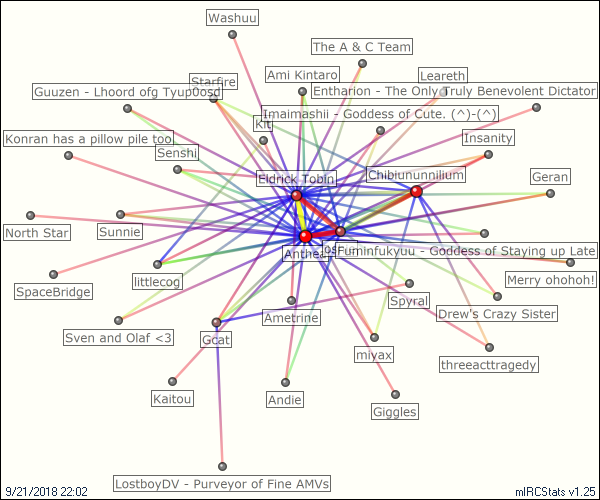 Washuu
The A & C Team
Starfire
Ami Kintaro
Leareth
Guuzen - Lhoord ofg Tyup0osd
Entharion - The Only Truly Benevolent Dictator
Imaimashii - Goddess of Cute. (^)-(^)
Kit
Konran has a pillow pile too
Insanity
Senshi
Eldrick Tobin
Chibiununnilium
Geran
North Star
Sunnie
Anthea
Fuminfukyuu - Goddess of Staying up Late
SpaceBridge
littlecog
Merry ohohoh!
Spyral
Drew's Crazy Sister
Ametrine
Sven and Olaf <3
Gcat
miyax
threeacttragedy
Kaitou
Andie
Giggles
LostboyDV - Purveyor of Fine AMVs
9/21/2018 22:02
mIRCStats v1.25